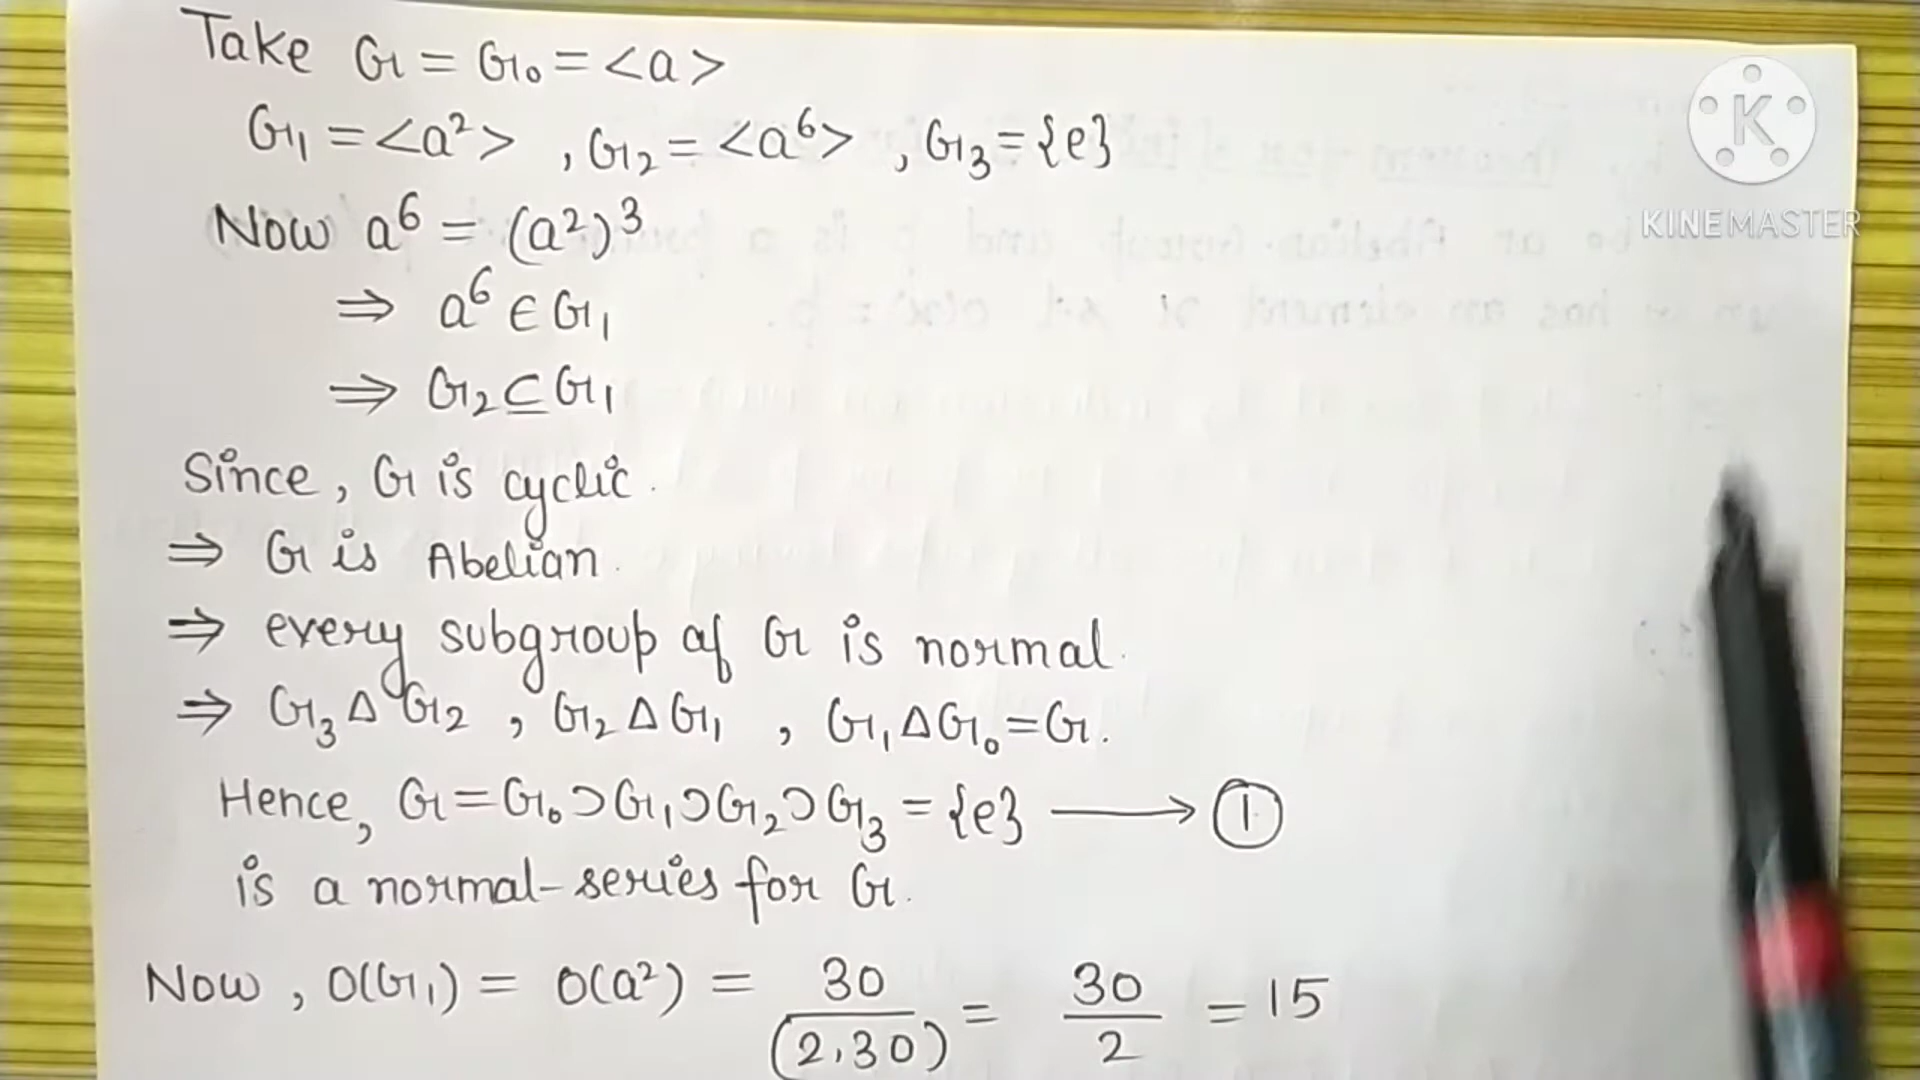 Take G = G₀ = <a>
G₁ = <a²> , G₂ = <a⁶> , G₃ = {e}
Now a⁶ = (a²)³
⇒ a⁶ ∈ G₁
⇒ G₂ ⊆ G₁
Since, G is cyclic.
⇒ G is Abelian.
⇒ every subgroup of G is normal.
⇒ G₃ Δ G₂ , G₂ Δ G₁ , G₁ Δ G₀ = G.
Hence, G = G₀ ⊃ G₁ ⊃ G₂ ⊃ G₃ = {e} ⟶ ①
is a normal-series for G.
Now , O(G₁) = O(a²) = 30/(2,30) = 30/2 = 15
K
KINEMASTER